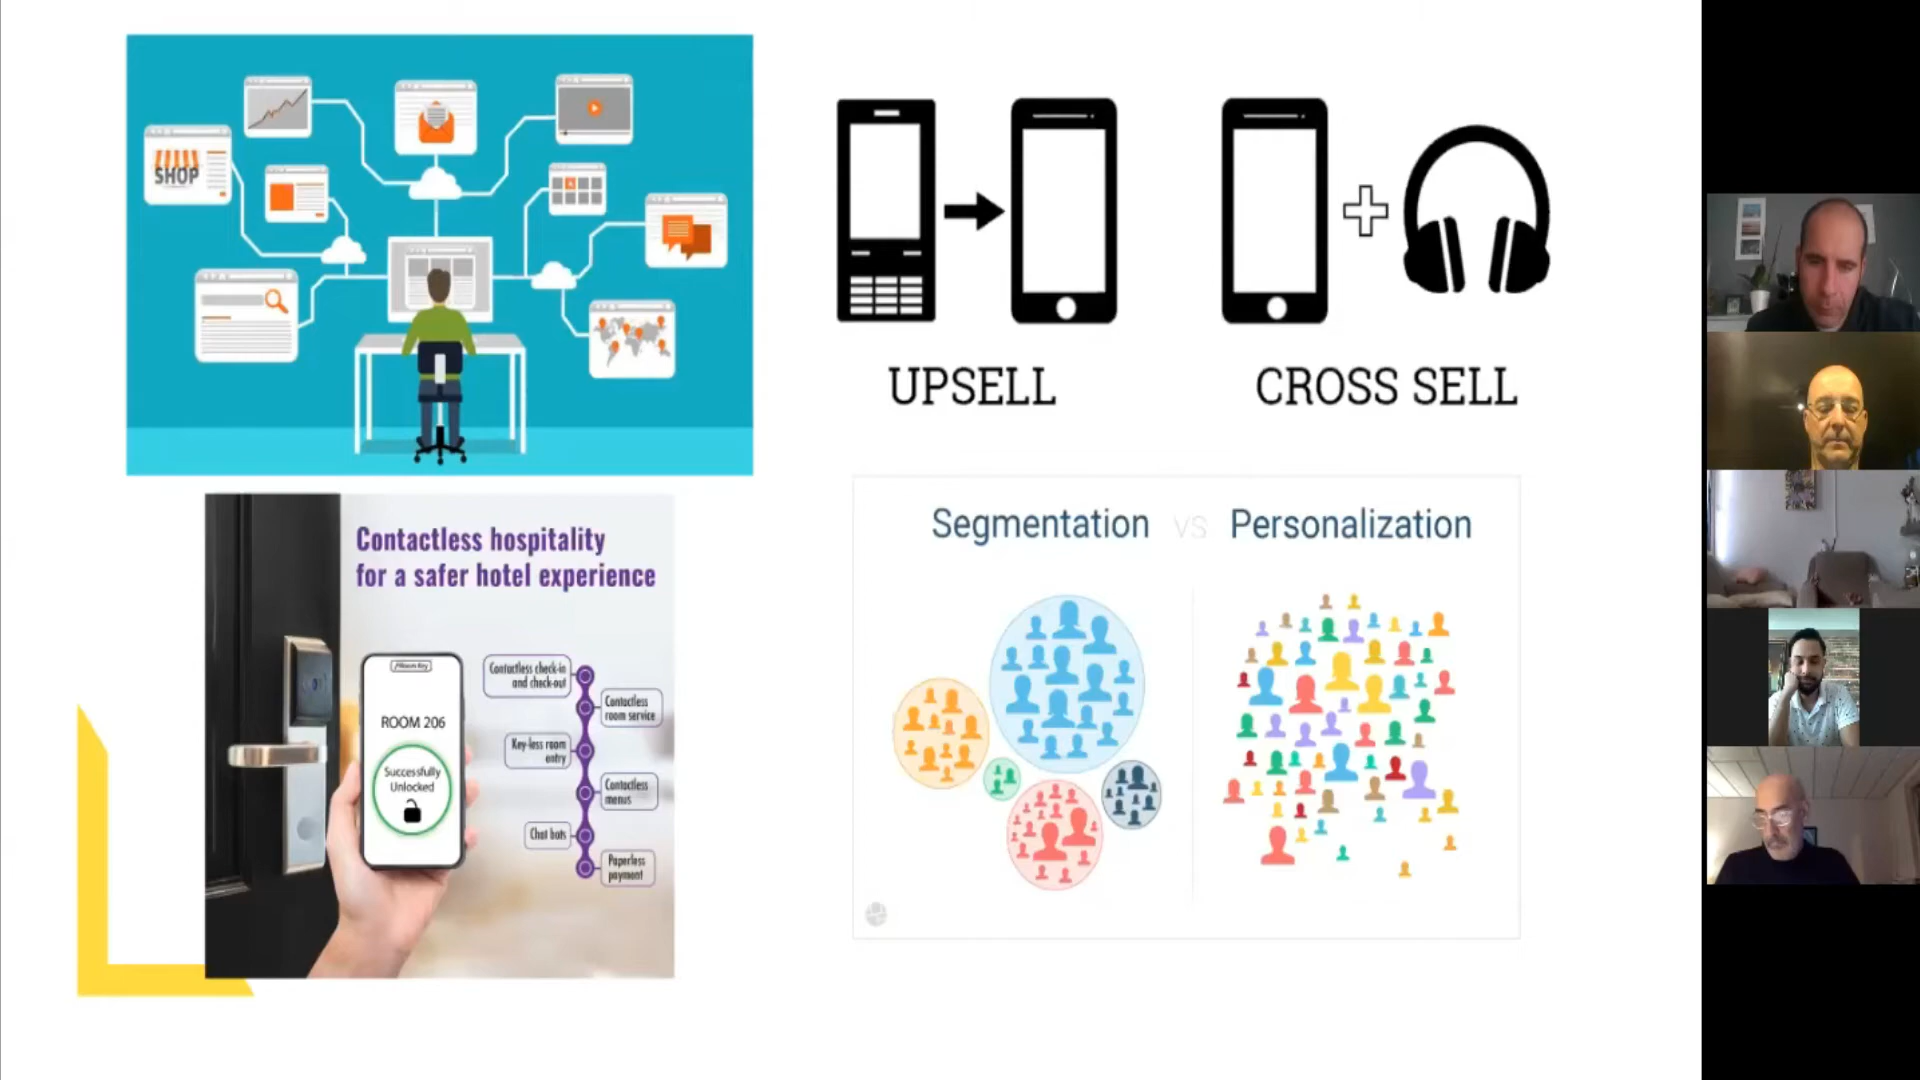 SHOP
UPSELL
CROSS SELL
Contactless hospitality
for a safer hotel experience
ROOM 206
Successfully
Unlocked
Contactless check-in
and check-out
Contactless
room service
Key-less room
entry
Contactless
menus
Chat bots
Paperless
payment
Segmentation vs Personalization